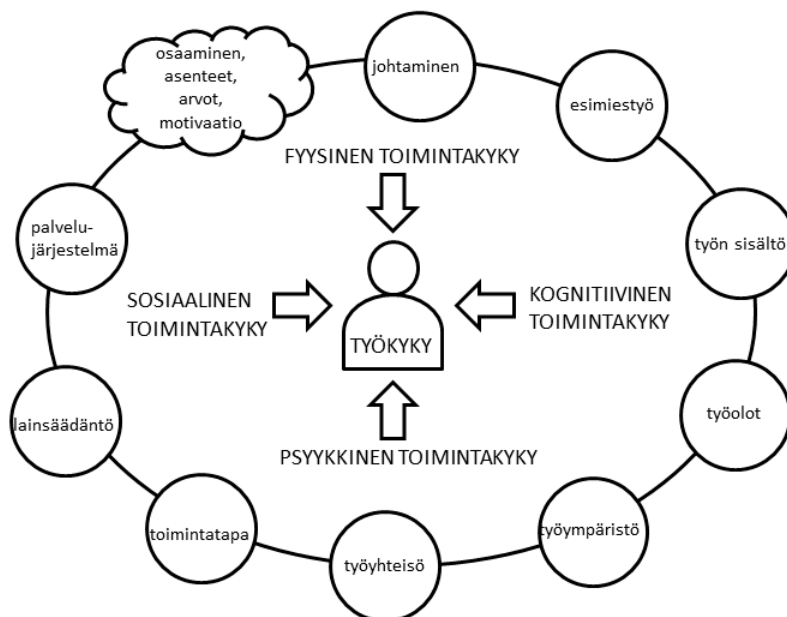 osaaminen,
asenteet,
arvot,
motivaatio
johtaminen
esimiestyö
FYYSINEN TOIMINTAKYKY
palvelu-
järjestelmä
työn sisältö
SOSIAALINEN
TOIMINTAKYKY
KOGNITIIVINEN
TOIMINTAKYKY
TYÖKYKY
lainsäädäntö
työolot
PSYYKKINEN TOIMINTAKYKY
toimintatapa
työympäristö
työyhteisö